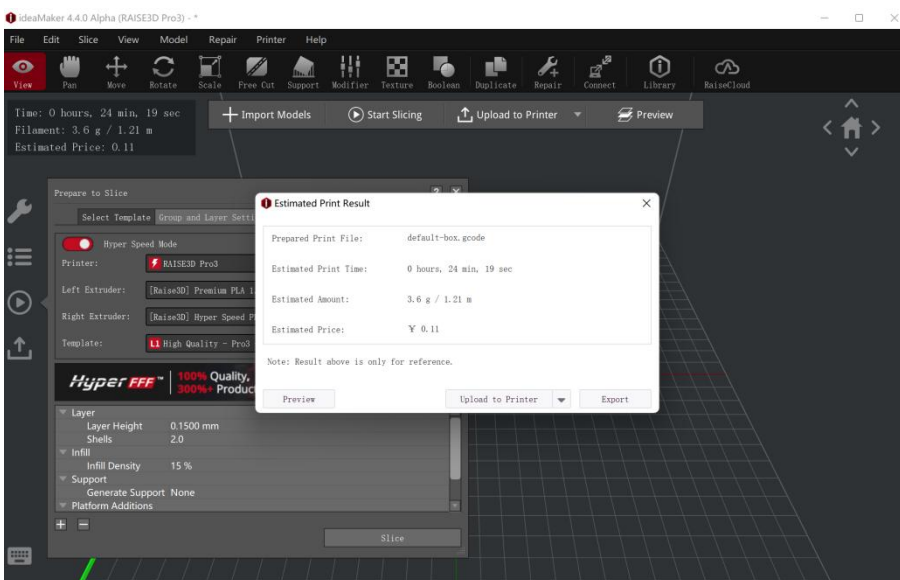 ideaMaker 4.4.0 Alpha (RAISE3D Pro3) - *
File Edit Slice View Model Repair Printer Help
View Pan Move Rotate Scale Free Cut Support Modifier Texture Boolean Duplicate Repair Connect Library RaiseCloud
Time: 0 hours, 24 min, 19 sec
Filament: 3.6 g / 1.21 m
Estimated Price: 0.11
Import Models Start Slicing Upload to Printer Preview
Prepare to Slice
Select Template Group and Layer Setti
Hyper Speed Mode
Printer: RAISE3D Pro3
Left Extruder: [Raise3D] Premium PLA 1
Right Extruder: [Raise3D] Hyper Speed P
Template: L1 High Quality - Pro3
Hyper FFF™ 100% Quality,
300%+ Produc
Layer
Layer Height 0.1500 mm
Shells 2.0
Infill
Infill Density 15 %
Support
Generate Support None
Platform Additions
Slice
Estimated Print Result
Prepared Print File: default-box.gcode
Estimated Print Time: 0 hours, 24 min, 19 sec
Estimated Amount: 3.6 g / 1.21 m
Estimated Price: ¥ 0.11
Note: Result above is only for reference.
Preview Upload to Printer Export